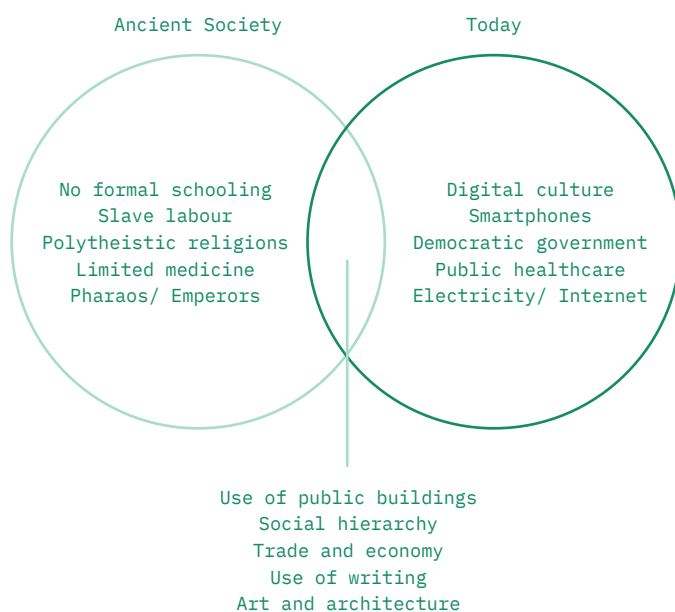 Ancient Society
Today
No formal schooling
Slave labour
Polytheistic religions
Limited medicine
Pharaos/ Emperors
Digital culture
Smartphones
Democratic government
Public healthcare
Electricity/ Internet
Use of public buildings
Social hierarchy
Trade and economy
Use of writing
Art and architecture